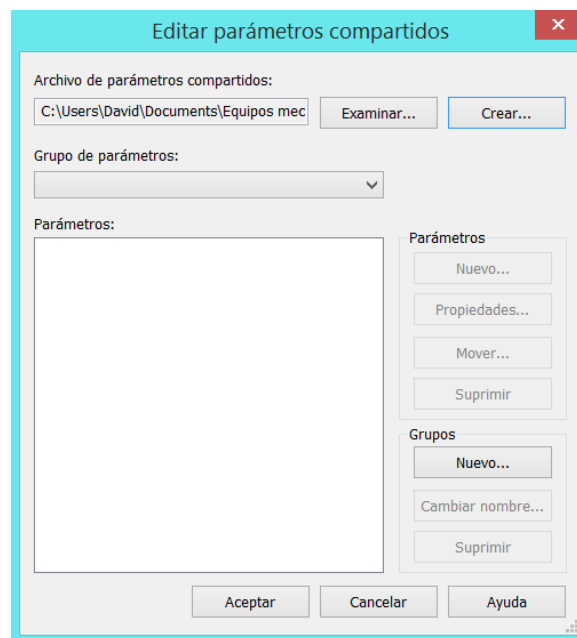 Editar parámetros compartidos
Archivo de parámetros compartidos:
C:\Users\David\Documents\Equipos mec
Examinar...
Crear...
Grupo de parámetros:
Parámetros:
Parámetros
Nuevo...
Propiedades...
Mover...
Suprimir
Grupos
Nuevo...
Cambiar nombre...
Suprimir
Aceptar
Cancelar
Ayuda